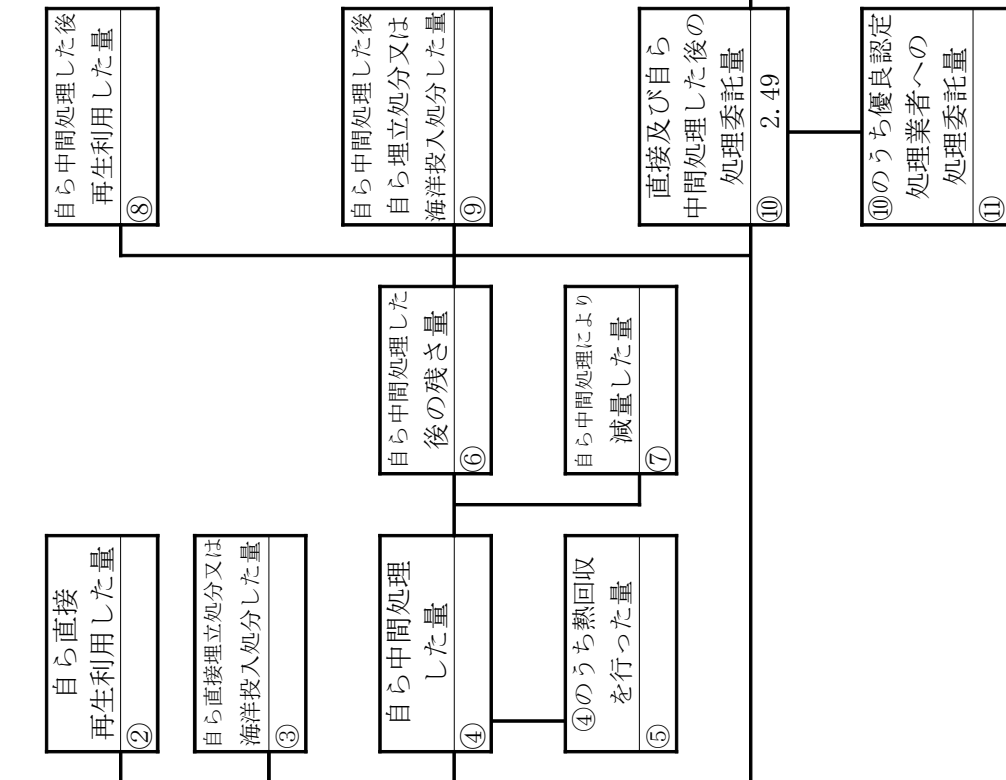 自ら直接
再生利用した量
②
自ら直接埋立処分又は
海洋投入処分した量
③
自ら中間処理
した量
④
④のうち熱回収
を行った量
⑤
自ら中間処理した
後の残さ量
⑥
自ら中間処理により
減量した量
⑦
自ら中間処理した後
再生利用した量
⑧
自ら中間処理した後
自ら埋立処分又は
海洋投入処分した量
⑨
直接及び自ら
中間処理した後の
処理委託量
⑩ 2.49
⑩のうち優良認定
処理業者への
処理委託量
⑪